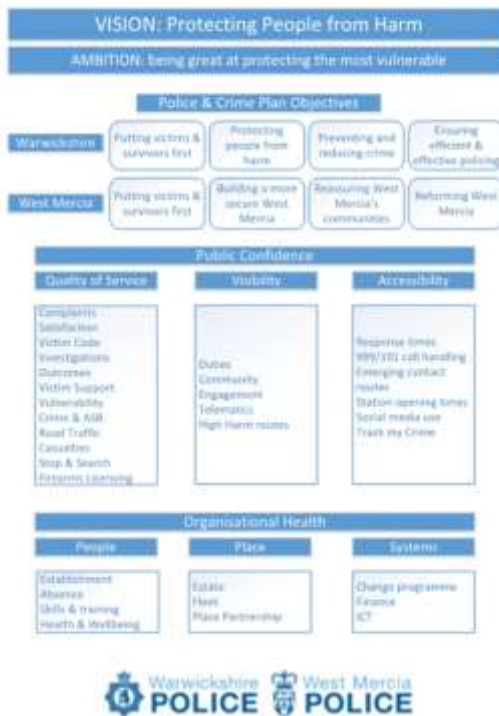 VISION: Protecting People from Harm
AMBITION: being great at protecting the most vulnerable
Police & Crime Plan Objectives
Warwickshire
Putting victims &
survivors first
Protecting
people from
harm
Preventing and
reducing crime
Ensuring
efficient &
effective policing
West Mercia
Putting victims &
survivors first
Building a more
secure West
Mercia
Reassuring West
Mercia's
communities
Reforming West
Mercia
Public Confidence
Quality of Service
Complaints
Satisfaction
Victim Code
Investigations
Outcomes
Victim Support
Vulnerability
Crime & ASB
Road Traffic
Casualties
Stop & Search
Firearms Licensing
Visibility
Duties
Community
Engagement
Telematics
High Harm routes
Accessibility
Response times
999/101 call handling
Emerging contact
routes
Station opening times
Social media use
Track my Crime
Organisational Health
People
Establishment
Absence
Skills & training
Health & Wellbeing
Place
Estate
Fleet
Place Partnership
Systems
Change programme
Finance
ICT
Warwickshire
POLICE
West Mercia
POLICE